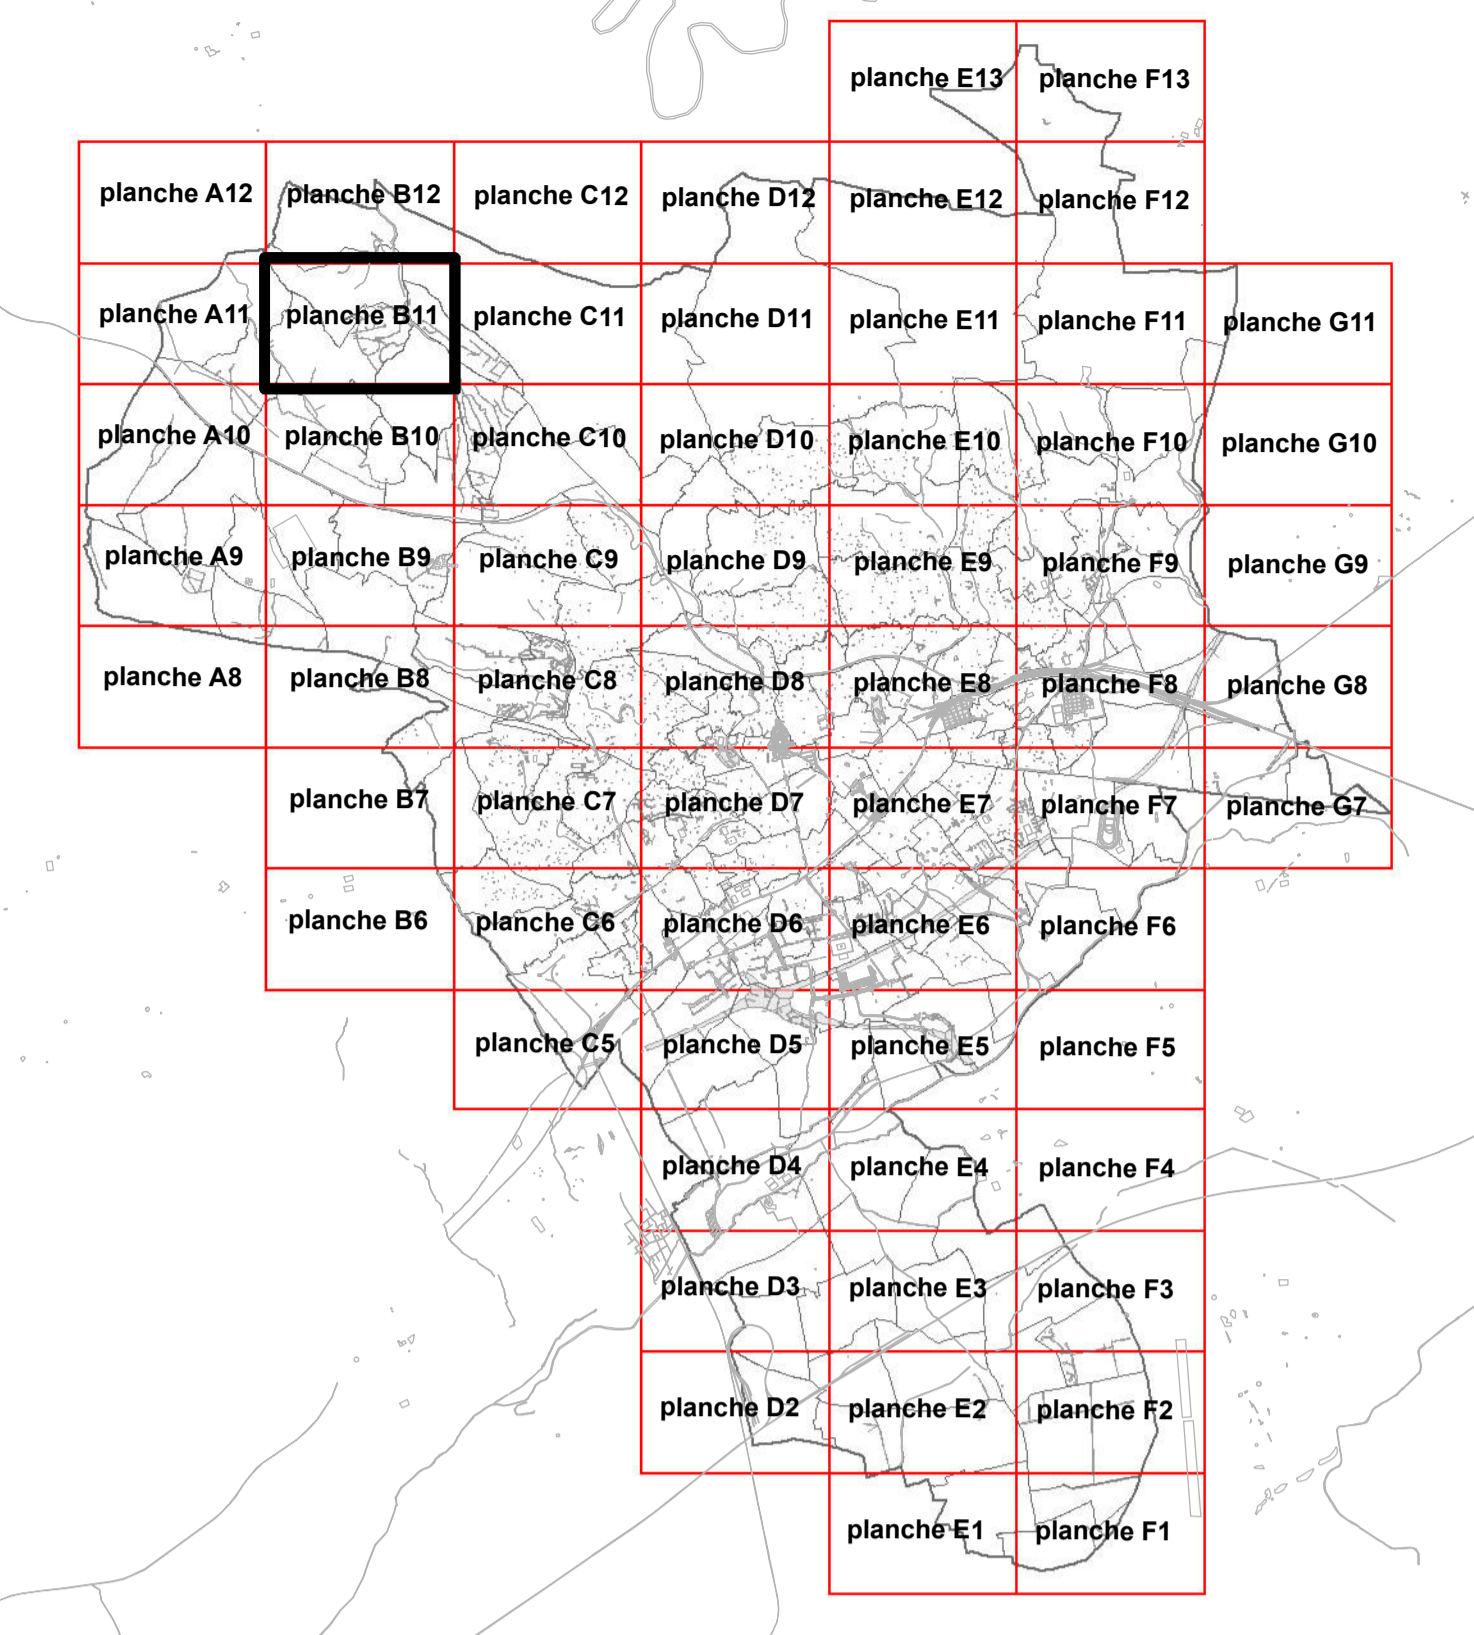 planche E13
planche F13
planche A12
planche B12
planche C12
planche D12
planche E12
planche F12
planche A11
planche B11
planche C11
planche D11
planche E11
planche F11
planche G11
planche A10
planche B10
planche C10
planche D10
planche E10
planche F10
planche G10
planche A9
planche B9
planche C9
planche D9
planche E9
planche F9
planche G9
planche A8
planche B8
planche C8
planche D8
planche E8
planche F8
planche G8
planche B7
planche C7
planche D7
planche E7
planche F7
planche G7
planche B6
planche C6
planche D6
planche E6
planche F6
planche C5
planche D5
planche E5
planche F5
planche D4
planche E4
planche F4
planche D3
planche E3
planche F3
planche D2
planche E2
planche F2
planche E1
planche F1